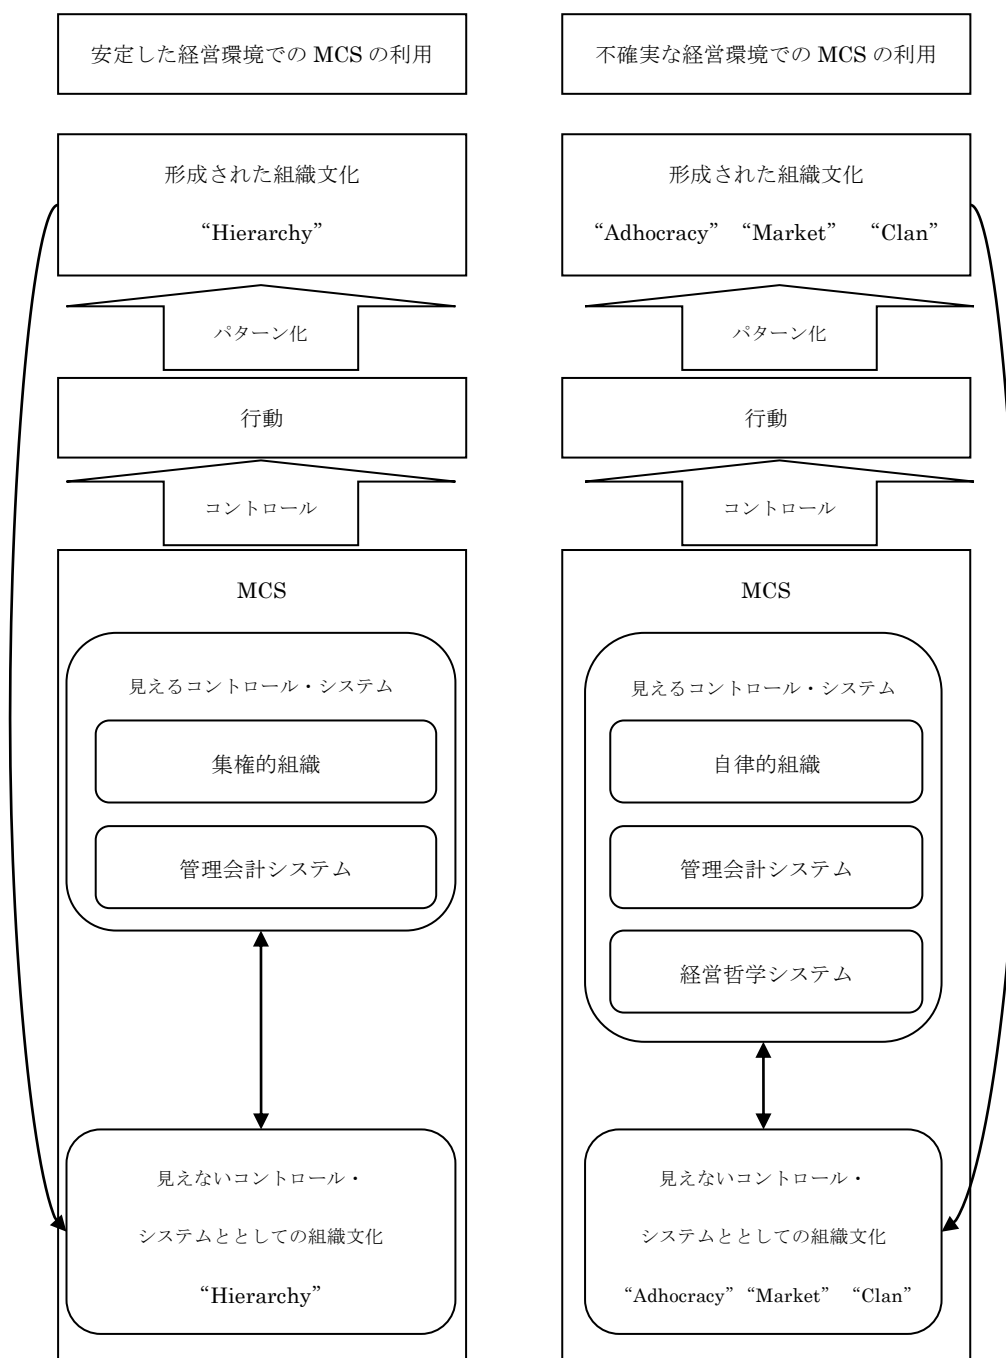 安定した経営環境での MCS の利用
形成された組織文化
“Hierarchy”
パターン化
行動
コントロール
MCS
見えるコントロール・システム
集権的組織
管理会計システム
見えないコントロール・
システムととしての組織文化
“Hierarchy”
不確実な経営環境での MCS の利用
形成された組織文化
“Adhocracy” “Market” “Clan”
パターン化
行動
コントロール
MCS
見えるコントロール・システム
自律的組織
管理会計システム
経営哲学システム
見えないコントロール・
システムととしての組織文化
“Adhocracy” “Market” “Clan”